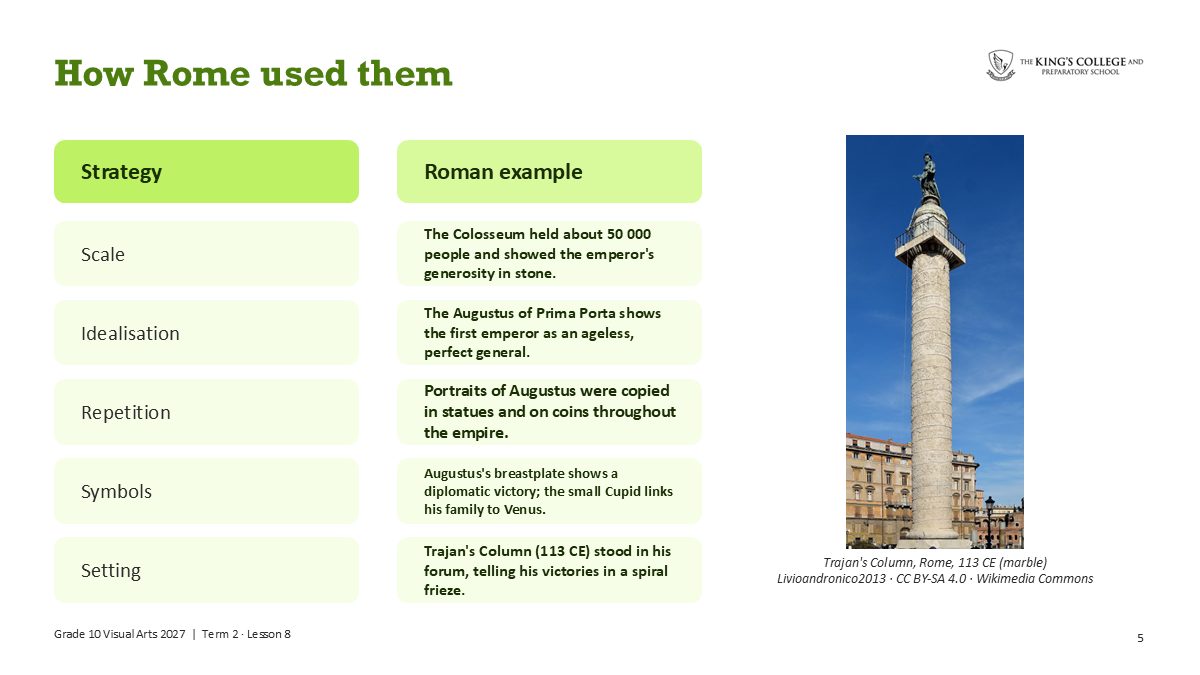 How Rome used them
THE KING'S COLLEGE AND
PREPARATORY SCHOOL
Strategy
Roman example
Scale
The Colosseum held about 50 000
people and showed the emperor's
generosity in stone.
Idealisation
The Augustus of Prima Porta shows
the first emperor as an ageless,
perfect general.
Repetition
Portraits of Augustus were copied
in statues and on coins throughout
the empire.
Symbols
Augustus's breastplate shows a
diplomatic victory; the small Cupid links
his family to Venus.
Setting
Trajan's Column (113 CE) stood in his
forum, telling his victories in a spiral
frieze.
Trajan's Column, Rome, 113 CE (marble)
Livioandronico2013 · CC BY-SA 4.0 · Wikimedia Commons
Grade 10 Visual Arts 2027 | Term 2 · Lesson 8
5